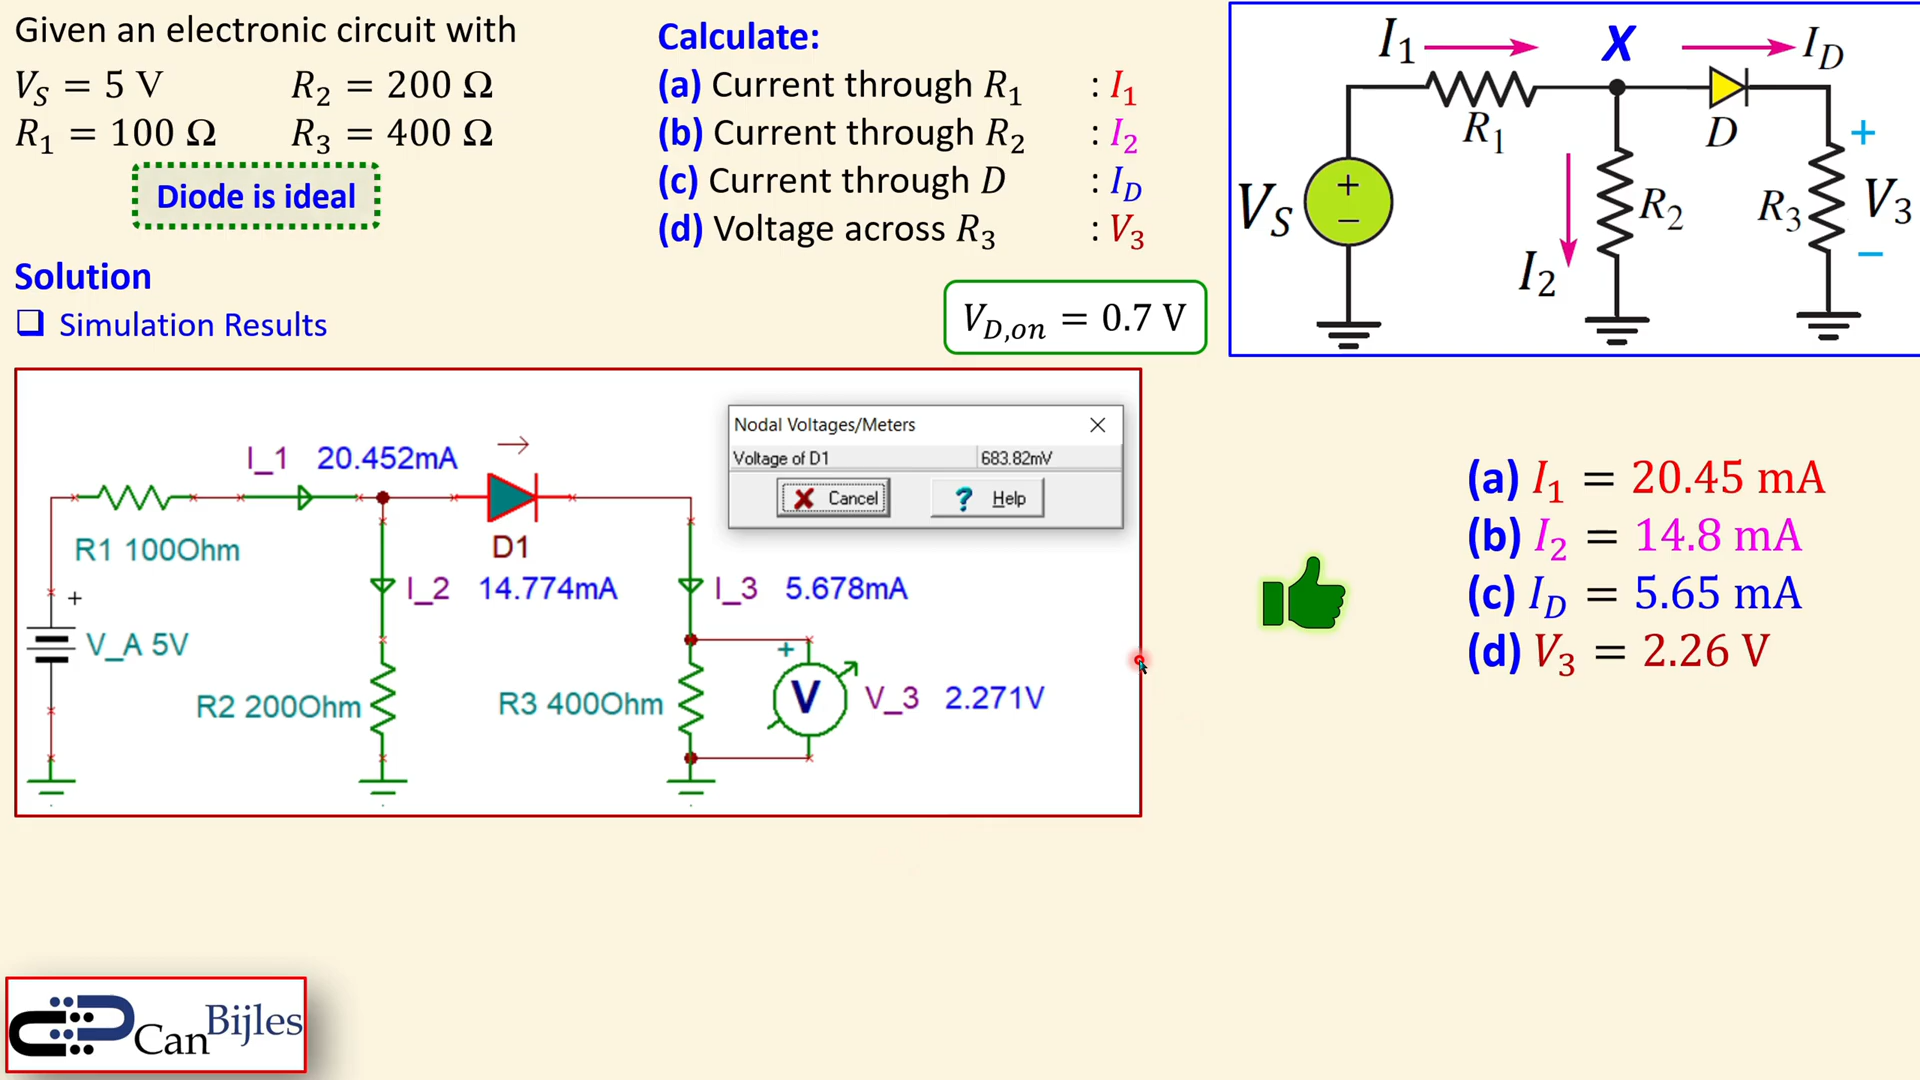 Given an electronic circuit with
V_S = 5 V R_2 = 200 Ω
R_1 = 100 Ω R_3 = 400 Ω
Diode is ideal
Solution
❑ Simulation Results
Calculate:
(a) Current through R_1 : I_1
(b) Current through R_2 : I_2
(c) Current through D : I_D
(d) Voltage across R_3 : V_3
V_{D,on} = 0.7 V
I_1 X I_D
R_1 D +
V_S + − R_2 R_3 V_3
I_2 −
Nodal Voltages/Meters
Voltage of D1 683.82mV
Cancel ? Help
I_1 20.452mA
R1 100Ohm D1
I_2 14.774mA I_3 5.678mA
+ V_A 5V
R2 200Ohm R3 400Ohm + V V_3 2.271V
(a) I_1 = 20.45 mA
(b) I_2 = 14.8 mA
(c) I_D = 5.65 mA
(d) V_3 = 2.26 V
Can Bijles